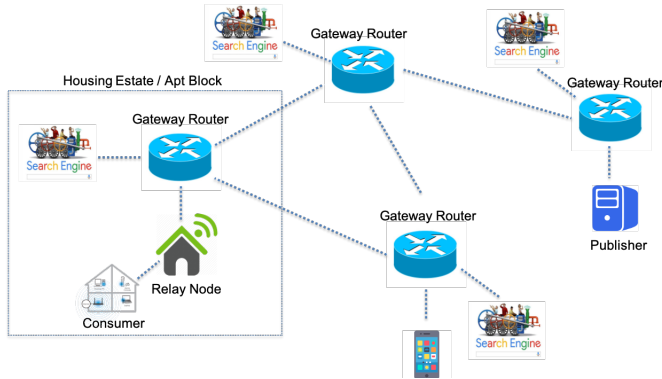 Search Engine
Gateway Router
Search Engine
Housing Estate / Apt Block
Gateway Router
Gateway Router
Search Engine
Gateway Router
Publisher
Relay Node
Consumer
Search Engine